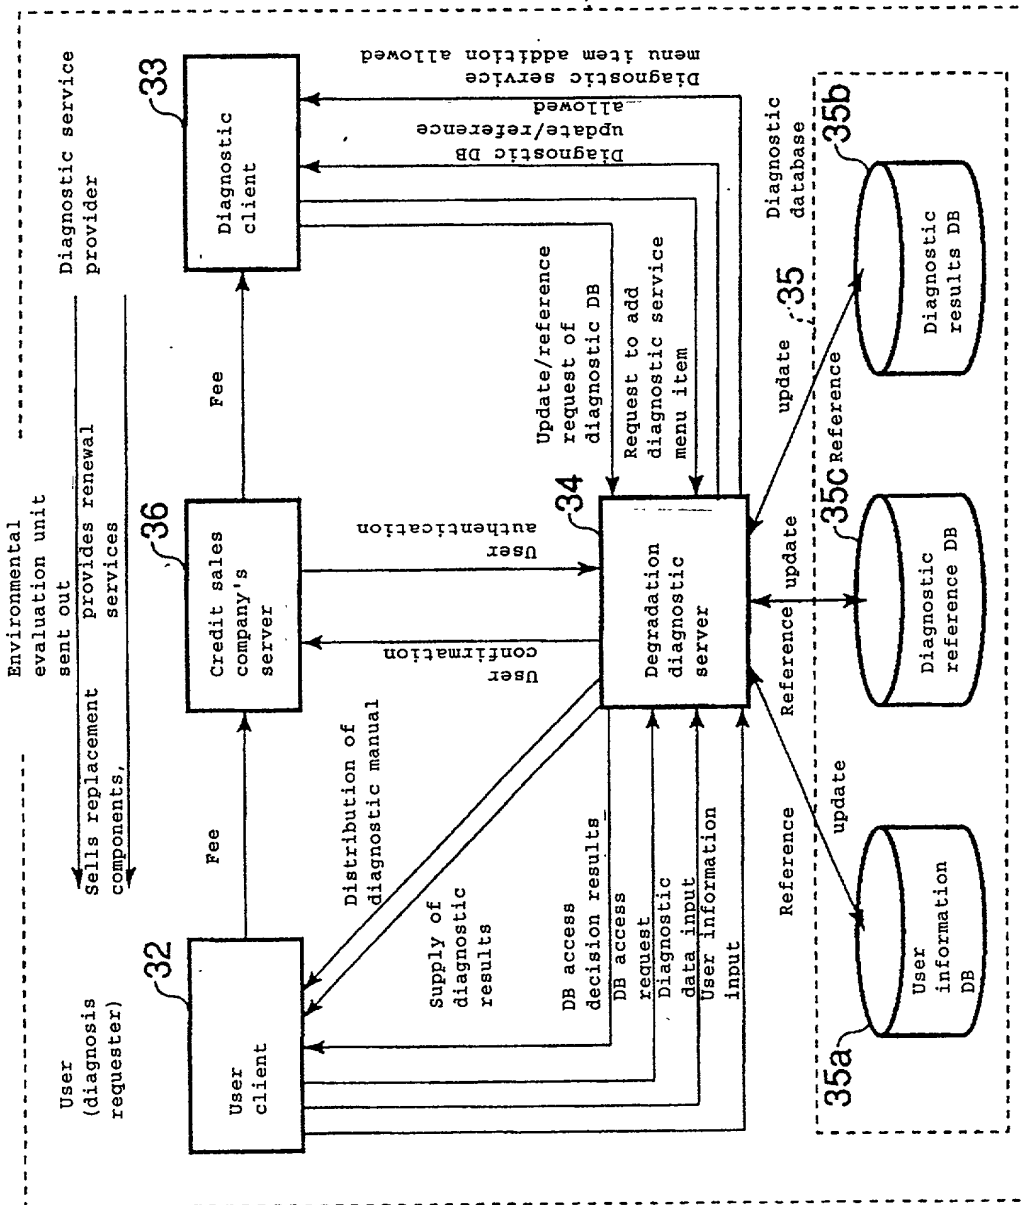 Environmental
evaluation unit
sent out
User
(diagnosis
requester)
Diagnostic service
provider
Sells replacement
components,
provides renewal
services
32
User
client
Fee
36
Credit sales
company's
server
Fee
33
Diagnostic
client
Distribution of
diagnostic manual
Supply of
diagnostic
results
User
confirmation
User
authentication
Update/reference
request of
diagnostic DB
Request to add
diagnostic service
menu item
Diagnostic DB
update/reference
allowed
Diagnostic service
menu item addition allowed
DB access
decision results
DB access
request
Diagnostic
data input
User information
input
34
Degradation
diagnostic
server
Reference
update
Reference
update
Reference
update
35
Diagnostic
database
35a
User
information
DB
35c
Diagnostic
reference DB
35b
Diagnostic
results DB